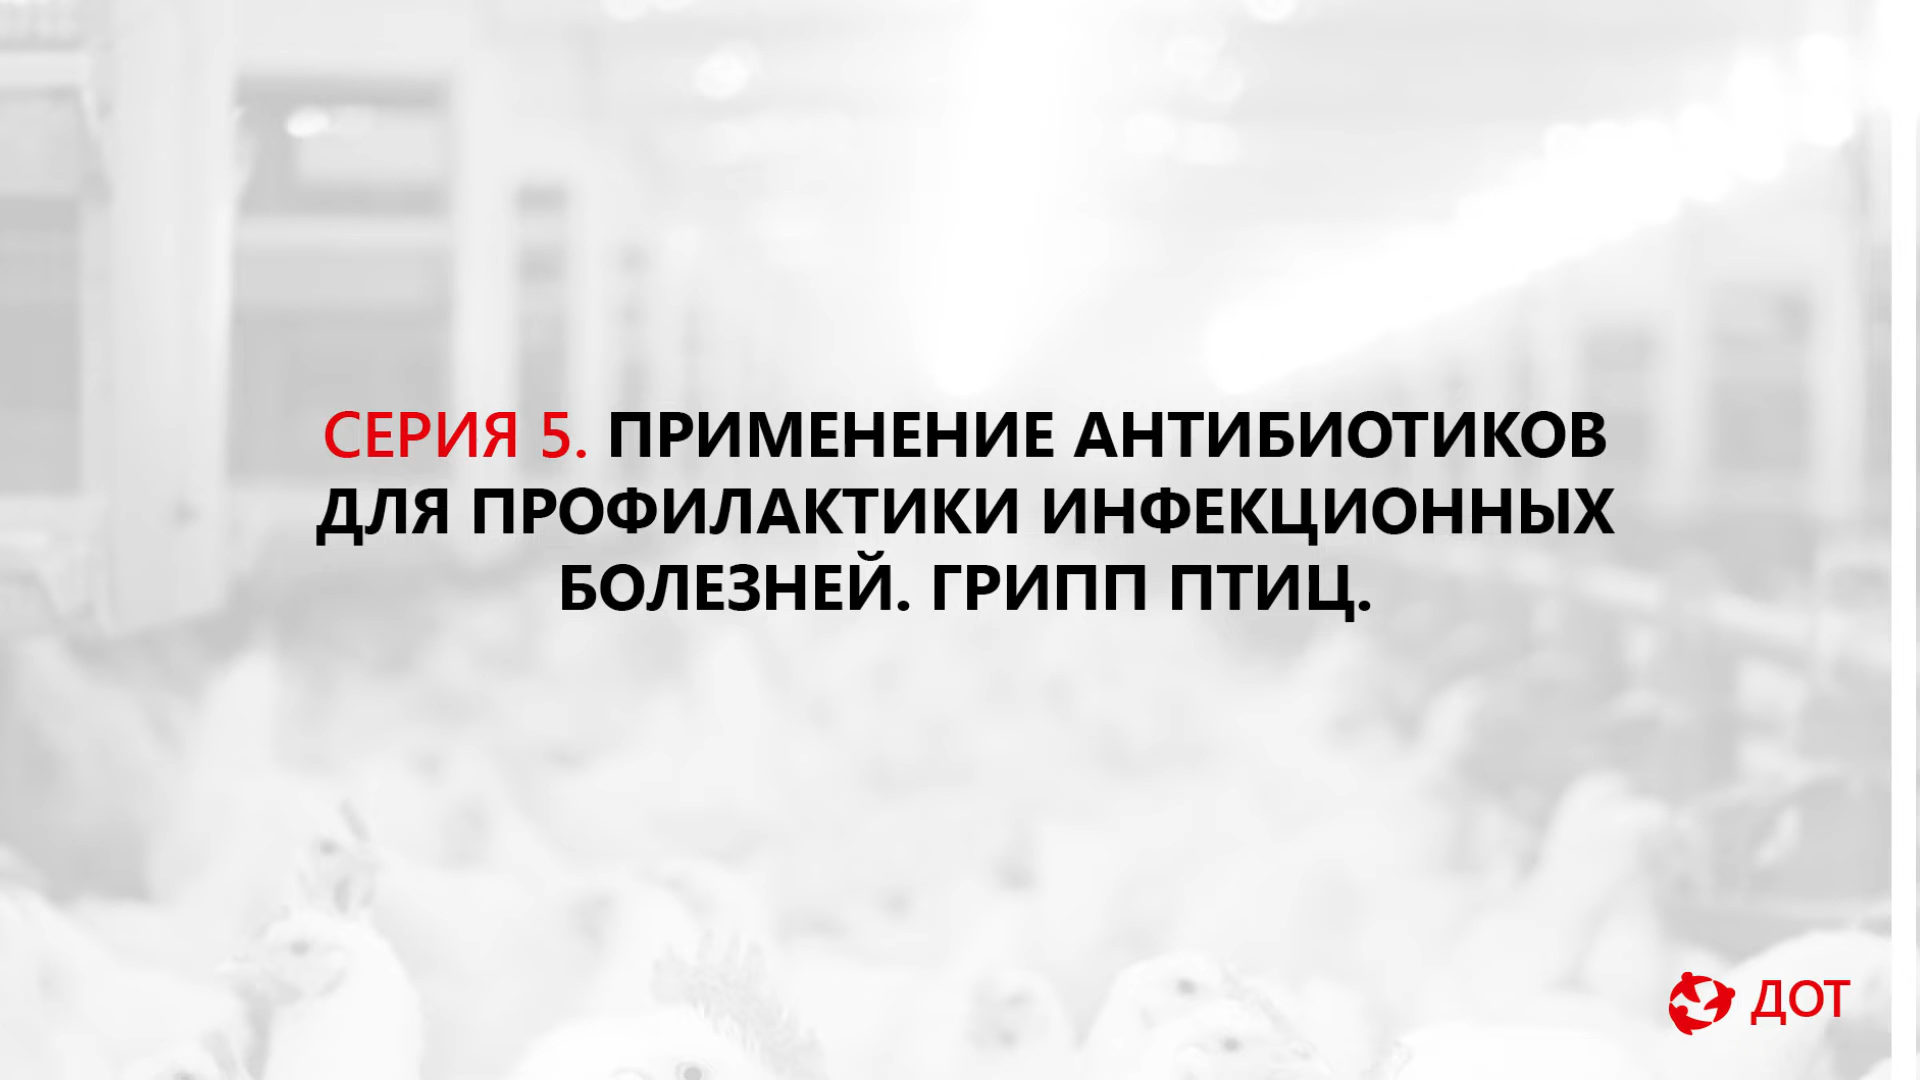 СЕРИЯ 5. ПРИМЕНЕНИЕ АНТИБИОТИКОВ
ДЛЯ ПРОФИЛАКТИКИ ИНФЕКЦИОННЫХ
БОЛЕЗНЕЙ. ГРИПП ПТИЦ.
ДОТ